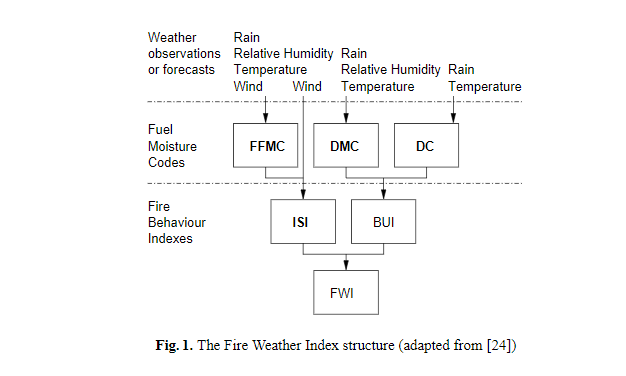 Weather
observations
or forecasts
Rain
Relative Humidity
Temperature
Wind
Wind
Rain
Relative Humidity
Temperature
Rain
Temperature
Fuel
Moisture
Codes
FFMC
DMC
DC
Fire
Behaviour
Indexes
ISI
BUI
FWI
Fig. 1. The Fire Weather Index structure (adapted from [24])